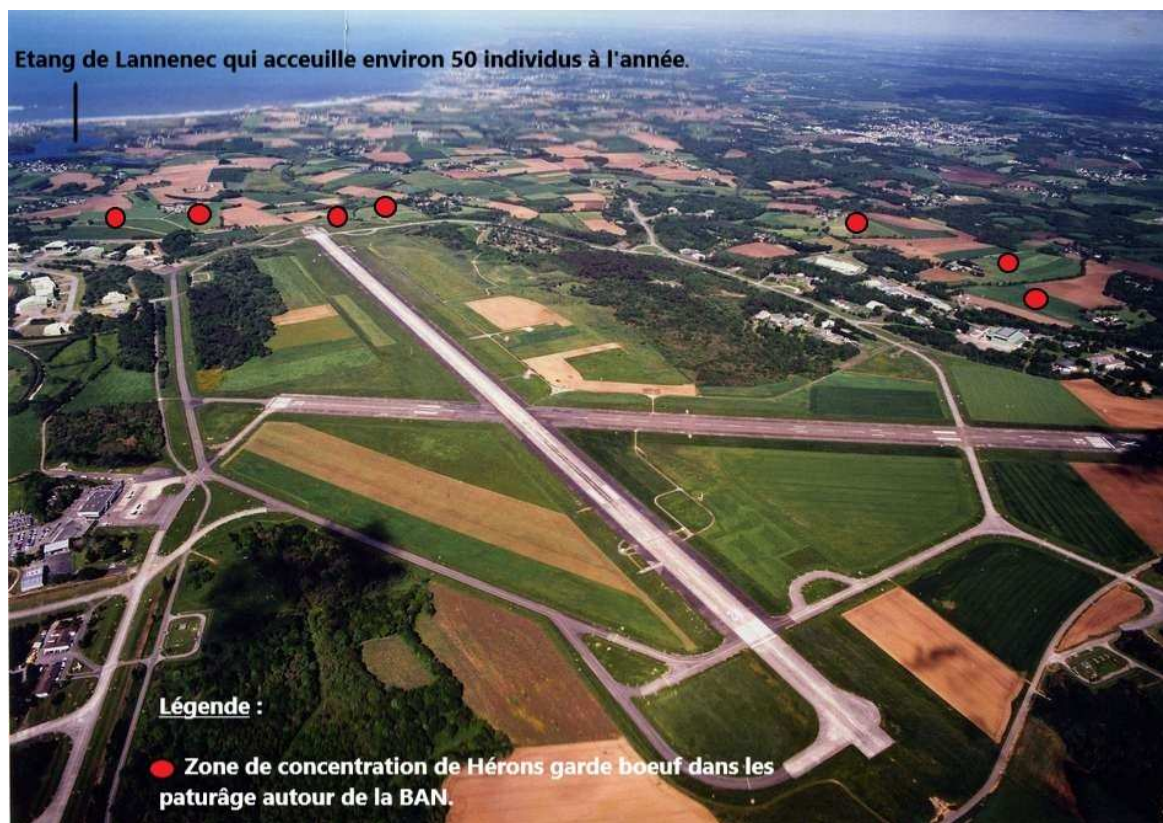 Etang de Lannenec qui acceuille environ 50 individus à l'année.
Légende :
Zone de concentration de Hérons garde boeuf dans les
paturâge autour de la BAN.